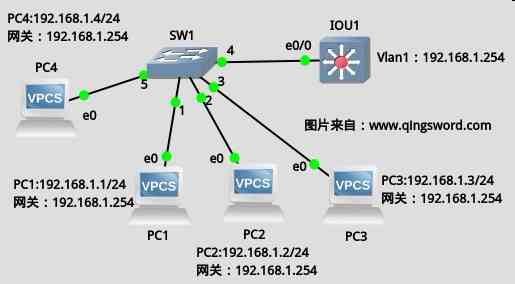 PC4:192.168.1.4/24
网关：192.168.1.254
SW1
IOU1
4
e0/0
Vlan1：192.168.1.254
PC4
5
3
VPCS
e0
1
2
图片来自：www.qingsword.com
e0
e0
e0
PC1:192.168.1.1/24
网关：192.168.1.254
VPCS
VPCS
VPCS
PC3:192.168.1.3/24
网关：192.168.1.254
PC1
PC2
PC3
PC2:192.168.1.2/24
网关：192.168.1.254